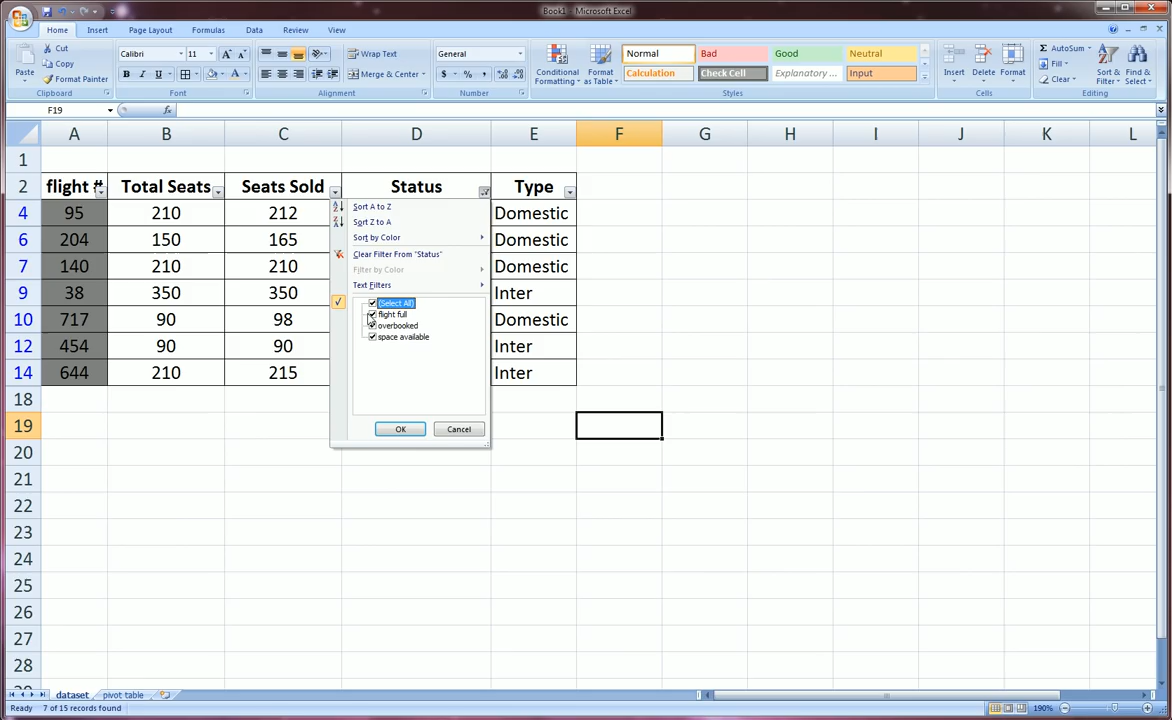 Book1 - Microsoft Excel
Home Insert Page Layout Formulas Data Review View
Cut
Copy
Format Painter
Paste
Clipboard
Calibri 11
B I U
Font
Wrap Text
Merge & Center
Alignment
General
$ % ,
Number
Conditional Formatting
Format as Table
Normal Bad Good Neutral
Calculation Check Cell Explanatory ... Input
Styles
Insert Delete Format
Cells
AutoSum
Fill
Clear
Sort & Filter
Find & Select
Editing
F19 fx
A B C D E F G H I J K L
1
2 flight # Total Seats Seats Sold Status Type
4 95 210 212 Domestic
6 204 150 165 Domestic
7 140 210 210 Domestic
9 38 350 350 Inter
10 717 90 98 Domestic
12 454 90 90 Inter
14 644 210 215 Inter
18
19
20
21
22
23
24
25
26
27
28
Sort A to Z
Sort Z to A
Sort by Color
Clear Filter From "Status"
Filter by Color
Text Filters
(Select All)
flight full
overbooked
space available
OK Cancel
dataset pivot table
Ready 7 of 15 records found 190%